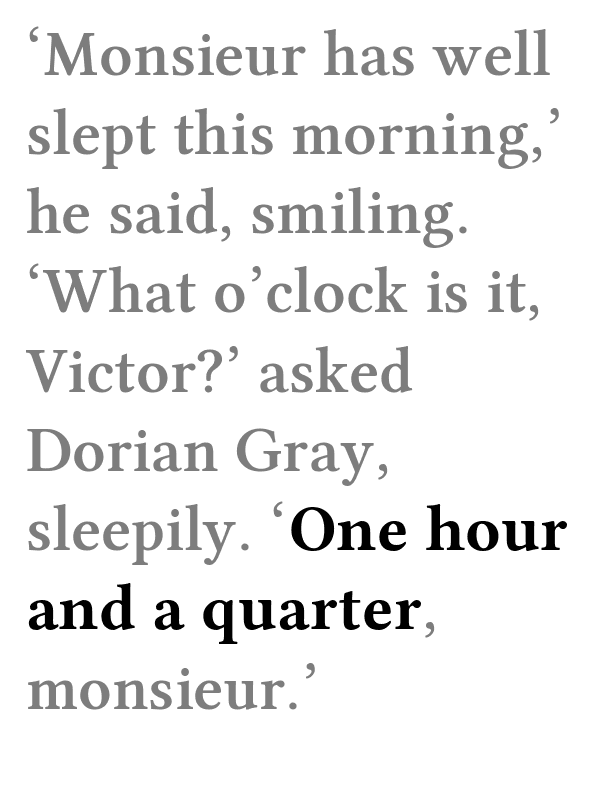 ‘Monsieur has well
slept this morning,’
he said, smiling.
‘What o’clock is it,
Victor?’ asked
Dorian Gray,
sleepily. ‘One hour
and a quarter,
monsieur.’